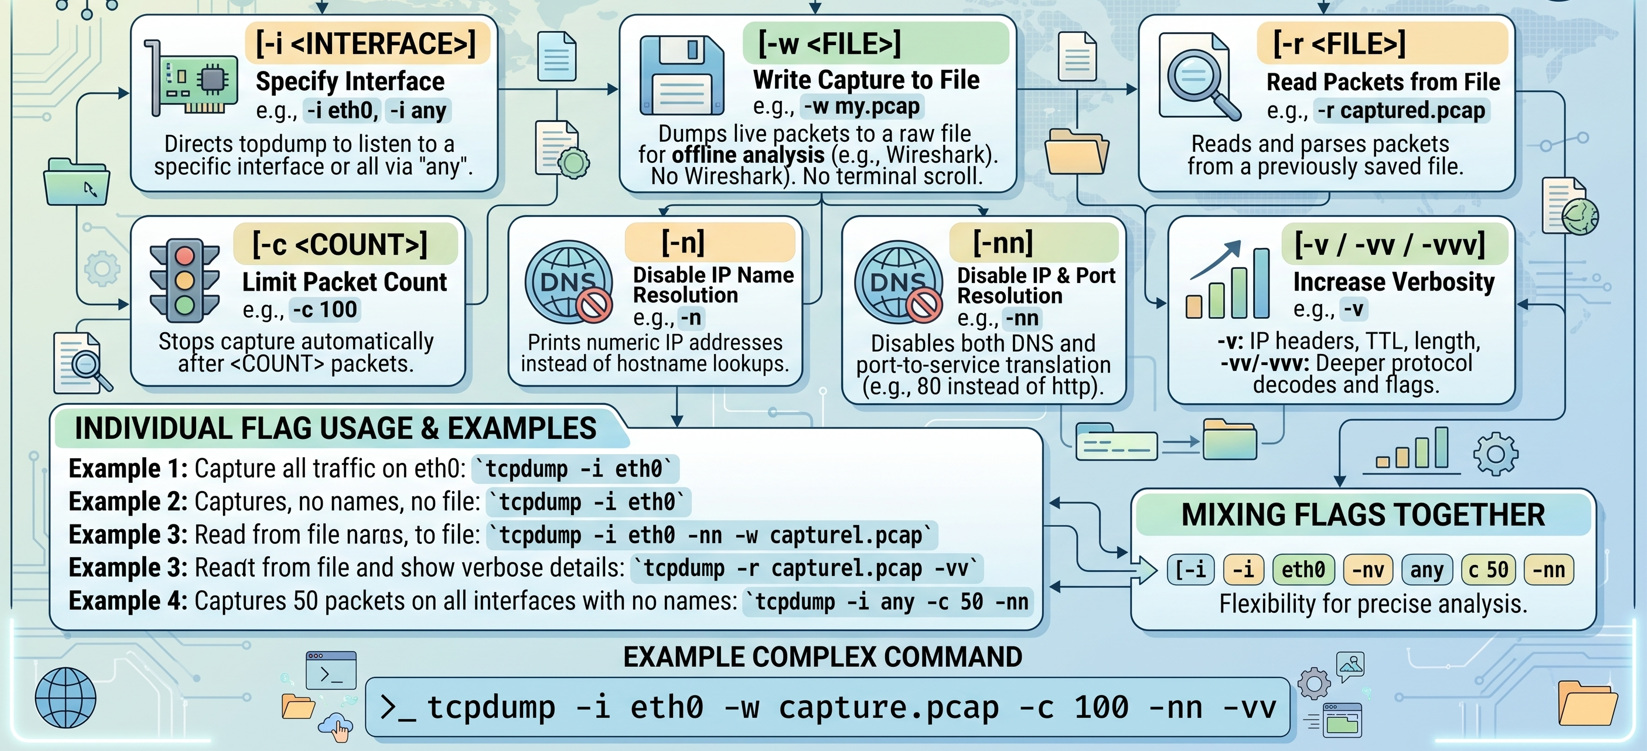 [-i <INTERFACE>]
Specify Interface
e.g., -i eth0, -i any
Directs topdump to listen to a
specific interface or all via "any".
[-w <FILE>]
Write Capture to File
e.g., -w my.pcap
Dumps live packets to a raw file
for offline analysis (e.g., Wireshark).
No Wireshark). No terminal scroll.
[-r <FILE>]
Read Packets from File
e.g., -r captured.pcap
Reads and parses packets
from a previously saved file.
[-c <COUNT>]
Limit Packet Count
e.g., -c 100
Stops capture automatically
after <COUNT> packets.
DNS
[-n]
Disable IP Name
Resolution
e.g., -n
Prints numeric IP addresses
instead of hostname lookups.
DNS
[-nn]
Disable IP & Port
Resolution
e.g., -nn
Disables both DNS and
port-to-service translation
(e.g., 80 instead of http).
[-v / -vv / -vvv]
Increase Verbosity
e.g., -v
-v: IP headers, TTL, length,
-vv/-vvv: Deeper protocol
decodes and flags.
INDIVIDUAL FLAG USAGE & EXAMPLES
Example 1: Capture all traffic on eth0: `tcpdump -i eth0`
Example 2: Captures, no names, no file: `tcpdump -i eth0`
Example 3: Read from file to file: `tcpdump -i eth0 -nn -w capturel.pcap`
Example 3: from file and show verbose details: `tcpdump -r capturel.pcap -vv`
Example 4: Captures 50 packets on all interfaces with no names: `tcpdump -i any -c 50 -nn
MIXING FLAGS TOGETHER
[-i -i eth0 -nv any c 50 -nn
Flexibility for precise analysis.
EXAMPLE COMPLEX COMMAND
>_ tcpdump -i eth0 -w capture.pcap -c 100 -nn -vv